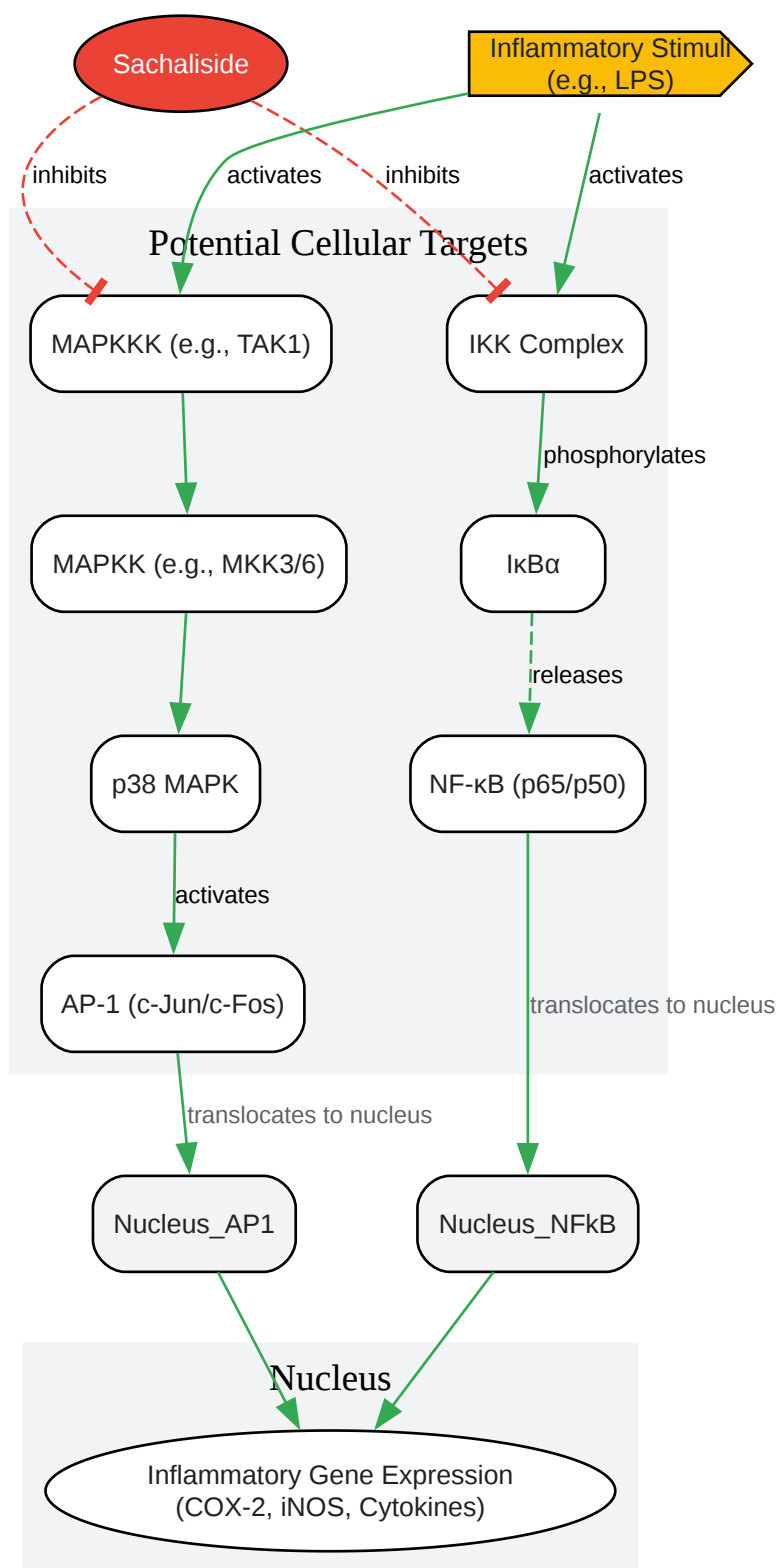 Sachaliside
Inflammatory Stimuli
(e.g., LPS)
inhibits
activates
inhibits
activates
Potential Cellular Targets
MAPKKK (e.g., TAK1)
IKK Complex
phosphorylates
MAPKK (e.g., MKK3/6)
IκBα
releases
p38 MAPK
NF-κB (p65/p50)
activates
AP-1 (c-Jun/c-Fos)
translocates to nucleus
translocates to nucleus
Nucleus_AP1
Nucleus_NFkB
Nucleus
Inflammatory Gene Expression
(COX-2, iNOS, Cytokines)